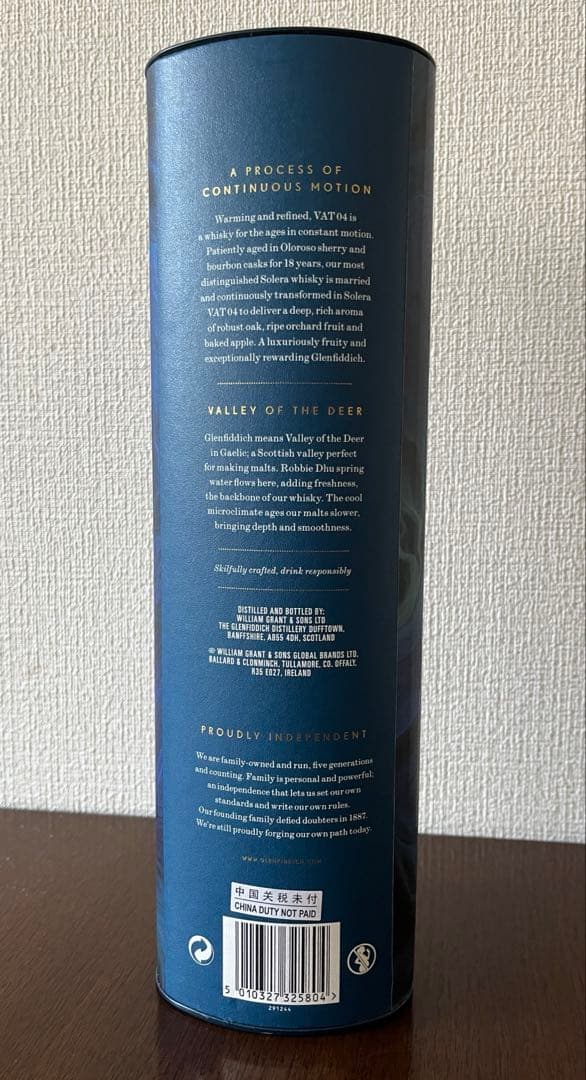 A PROCESS OF
CONTINUOUS MOTION
Warming and refined, VAT 04 is
a whisky for the ages in constant motion.
Patiently aged in Oloroso sherry and
bourbon casks for 18 years, our most
distinguished Solera whisky is married
and continuously transformed in Solera
VAT 04 to deliver a deep, rich aroma
of robust oak, ripe orchard fruit and
baked apple. A luxuriously fruity and
exceptionally rewarding Glenfiddich.
VALLEY OF THE DEER
Glenfiddich means Valley of the Deer
in Gaelic; a Scottish valley perfect
for making malts. Robbie Dhu spring
water flows here, adding freshness,
the backbone of our whisky. The cool
microclimate ages our malts slower,
bringing depth and smoothness.
Skilfully crafted, drink responsibly
DISTILLED AND BOTTLED BY:
WILLIAM GRANT & SONS LTD
THE GLENFIDDICH DISTILLERY DUFFTOWN,
BANFFSHIRE, AB55 4DH, SCOTLAND
® WILLIAM GRANT & SONS GLOBAL BRANDS LTD,
BALLARD & CLONMINCH, TULLAMORE, CO. OFFALY,
R35 E027, IRELAND
PROUDLY INDEPENDENT
We are family-owned and run, five generations
and counting. Family is personal and powerful;
an independence that lets us set our own
standards and write our own rules.
Our founding family defied doubters in 1887.
We're still proudly forging our own path today.
WWW.GLENFIDDICH.COM
中国关税未付
CHINA DUTY NOT PAID
5 010327 325804 >
291244